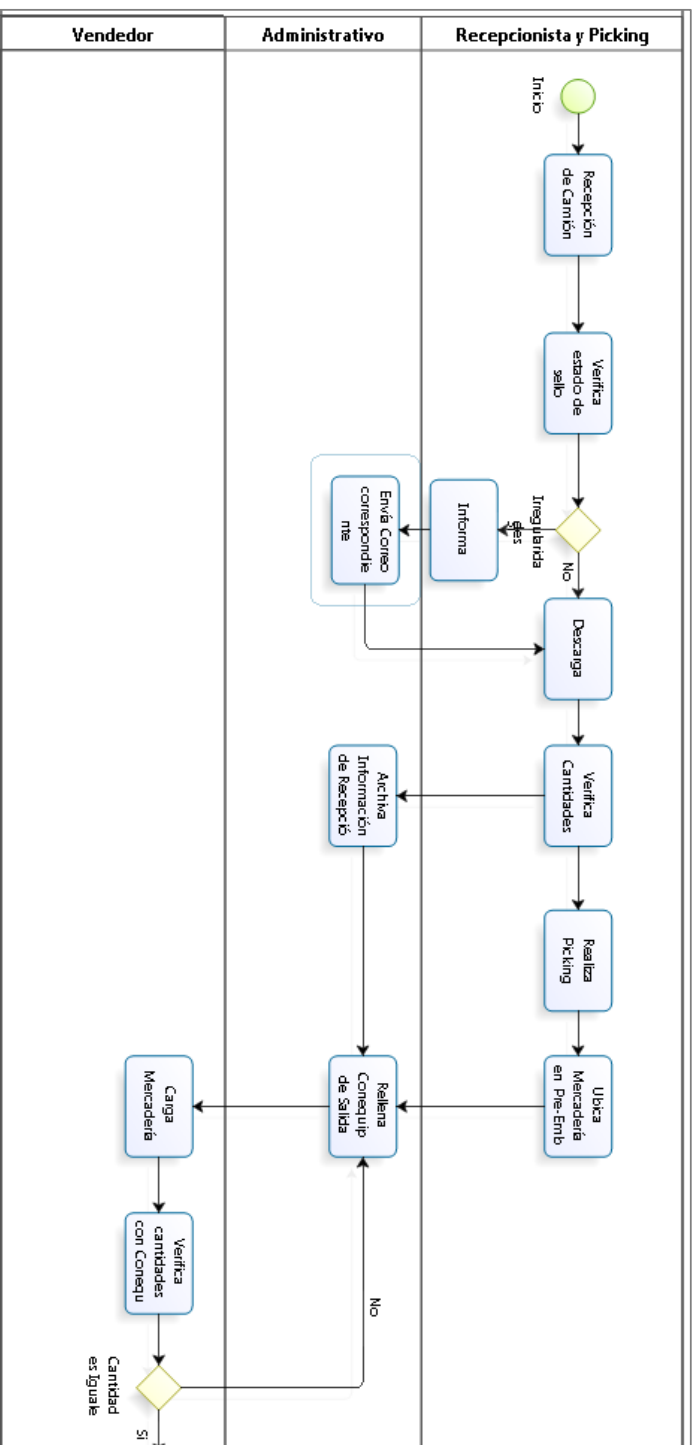 Vendedor
Administrativo
Recepcionista y Picking
Inicio
Recepción
de Camión
Verifica
estado de
sello
Irregularida
des
No
Informa
Envía Correo
correspondie
nte
Descarga
Verifica
Cantidades
Archiva
Información
de Recepció
Realiza
Picking
Ubica
Mercadería
en Pre-Emb
Rellena
Conequip
de Salida
Carga
Mercadería
Verifica
cantidades
con Conequ
No
Cantidad
es Iguale
Si